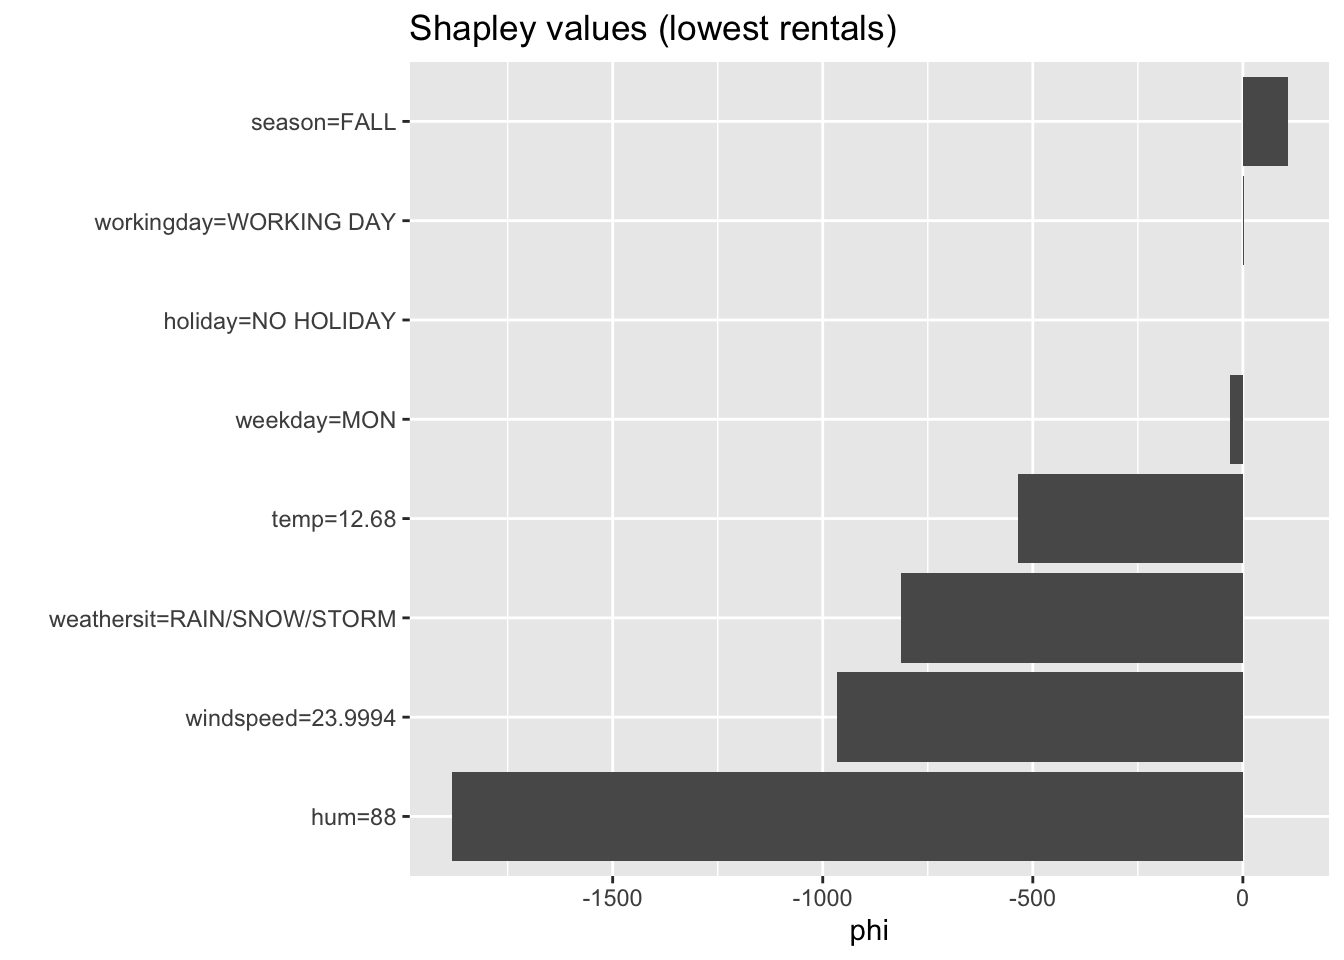 Shapley values (lowest rentals)
season=FALL
workingday=WORKING DAY
holiday=NO HOLIDAY
weekday=MON
temp=12.68
weathersit=RAIN/SNOW/STORM
windspeed=23.9994
hum=88
-1500 -1000 -500 0
phi